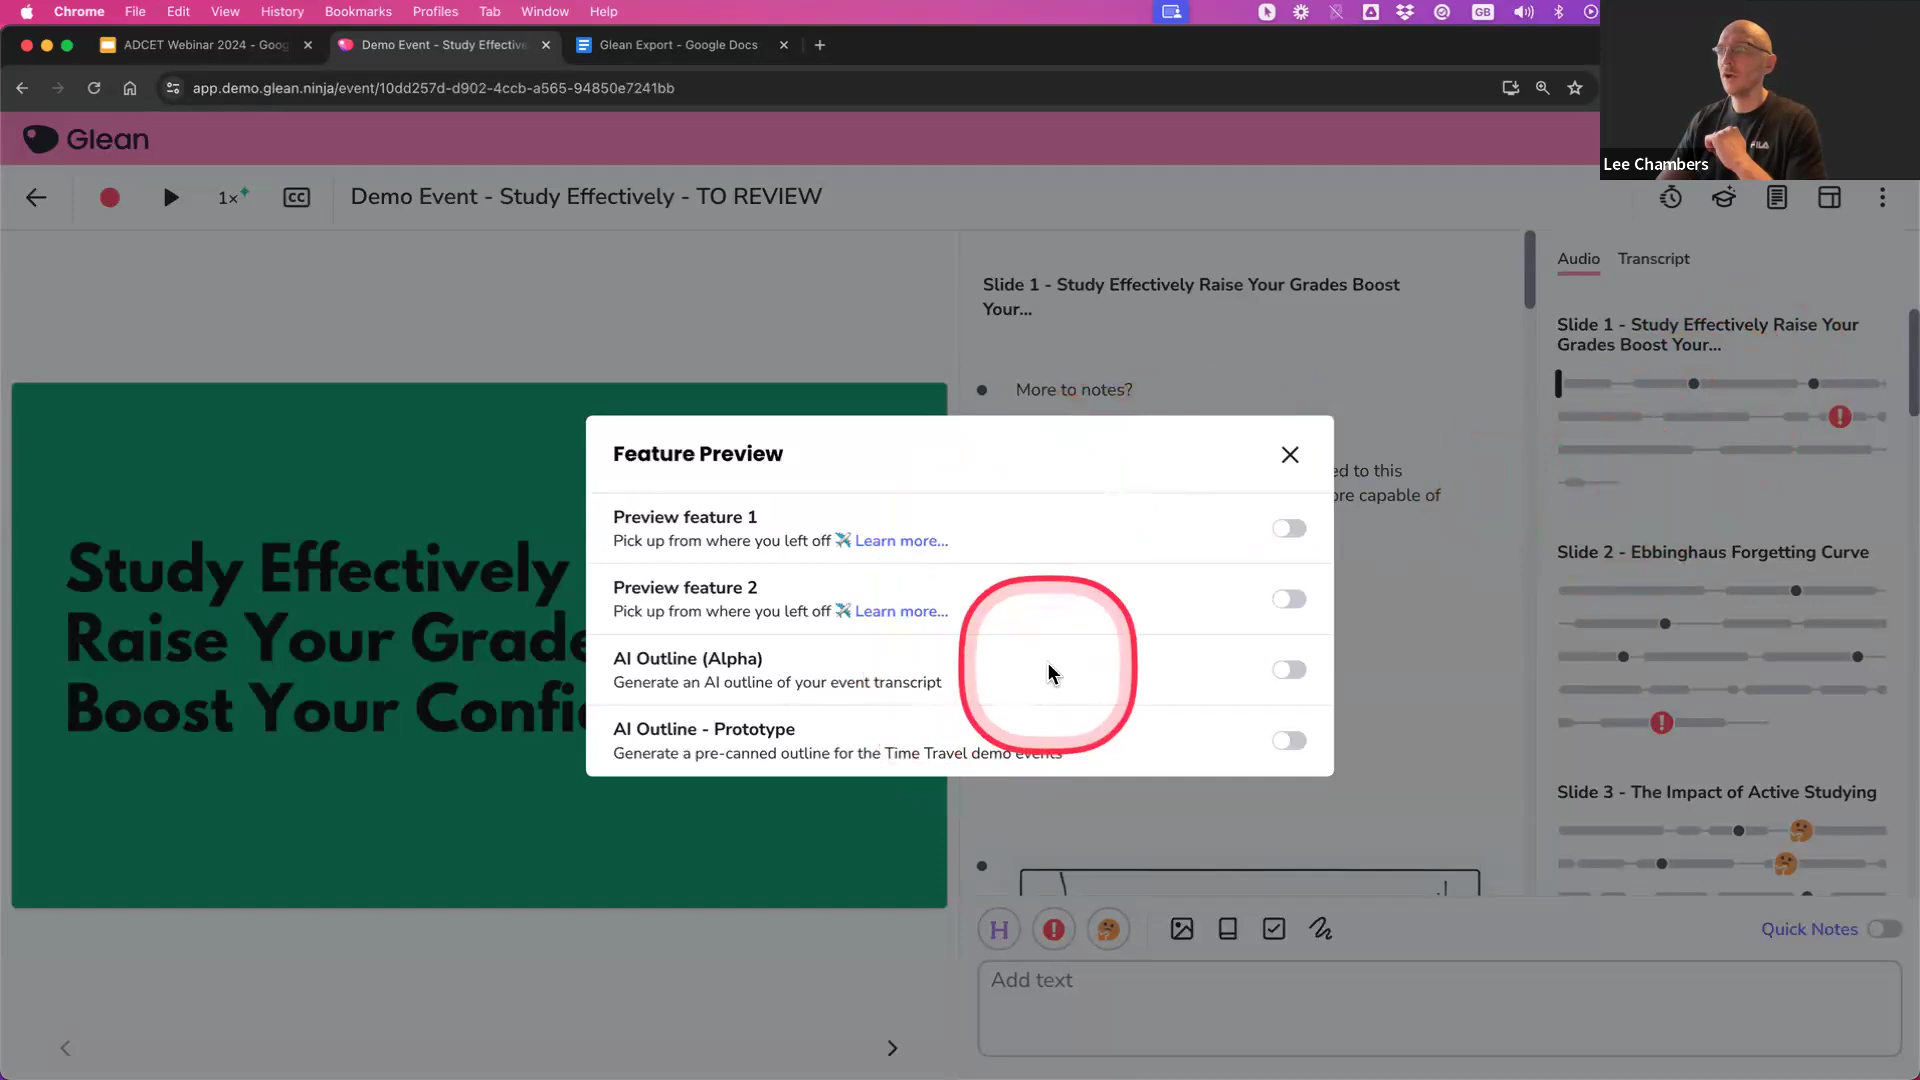 Chrome File Edit View History Bookmarks Profiles Tab Window Help
GB
ADCET Webinar 2024 - Goog
Demo Event - Study Effective
Glean Export - Google Docs
app.demo.glean.ninja/event/10dd257d-d902-4ccb-a565-94850e7241bb
FILA
Lee Chambers
Glean
1×
CC
Demo Event - Study Effectively - TO REVIEW
Study Effectively
Raise Your Grade
Boost Your Confi
Slide 1 - Study Effectively Raise Your Grades Boost
Your...
More to notes?
ed to this
ore capable of
Feature Preview
Preview feature 1
Pick up from where you left off ✈️ Learn more...
Preview feature 2
Pick up from where you left off ✈️ Learn more...
AI Outline (Alpha)
Generate an AI outline of your event transcript
AI Outline - Prototype
Generate a pre-canned outline for the Time Travel demo events
Audio Transcript
Slide 1 - Study Effectively Raise Your
Grades Boost Your...
Slide 2 - Ebbinghaus Forgetting Curve
Slide 3 - The Impact of Active Studying
H
Quick Notes
Add text